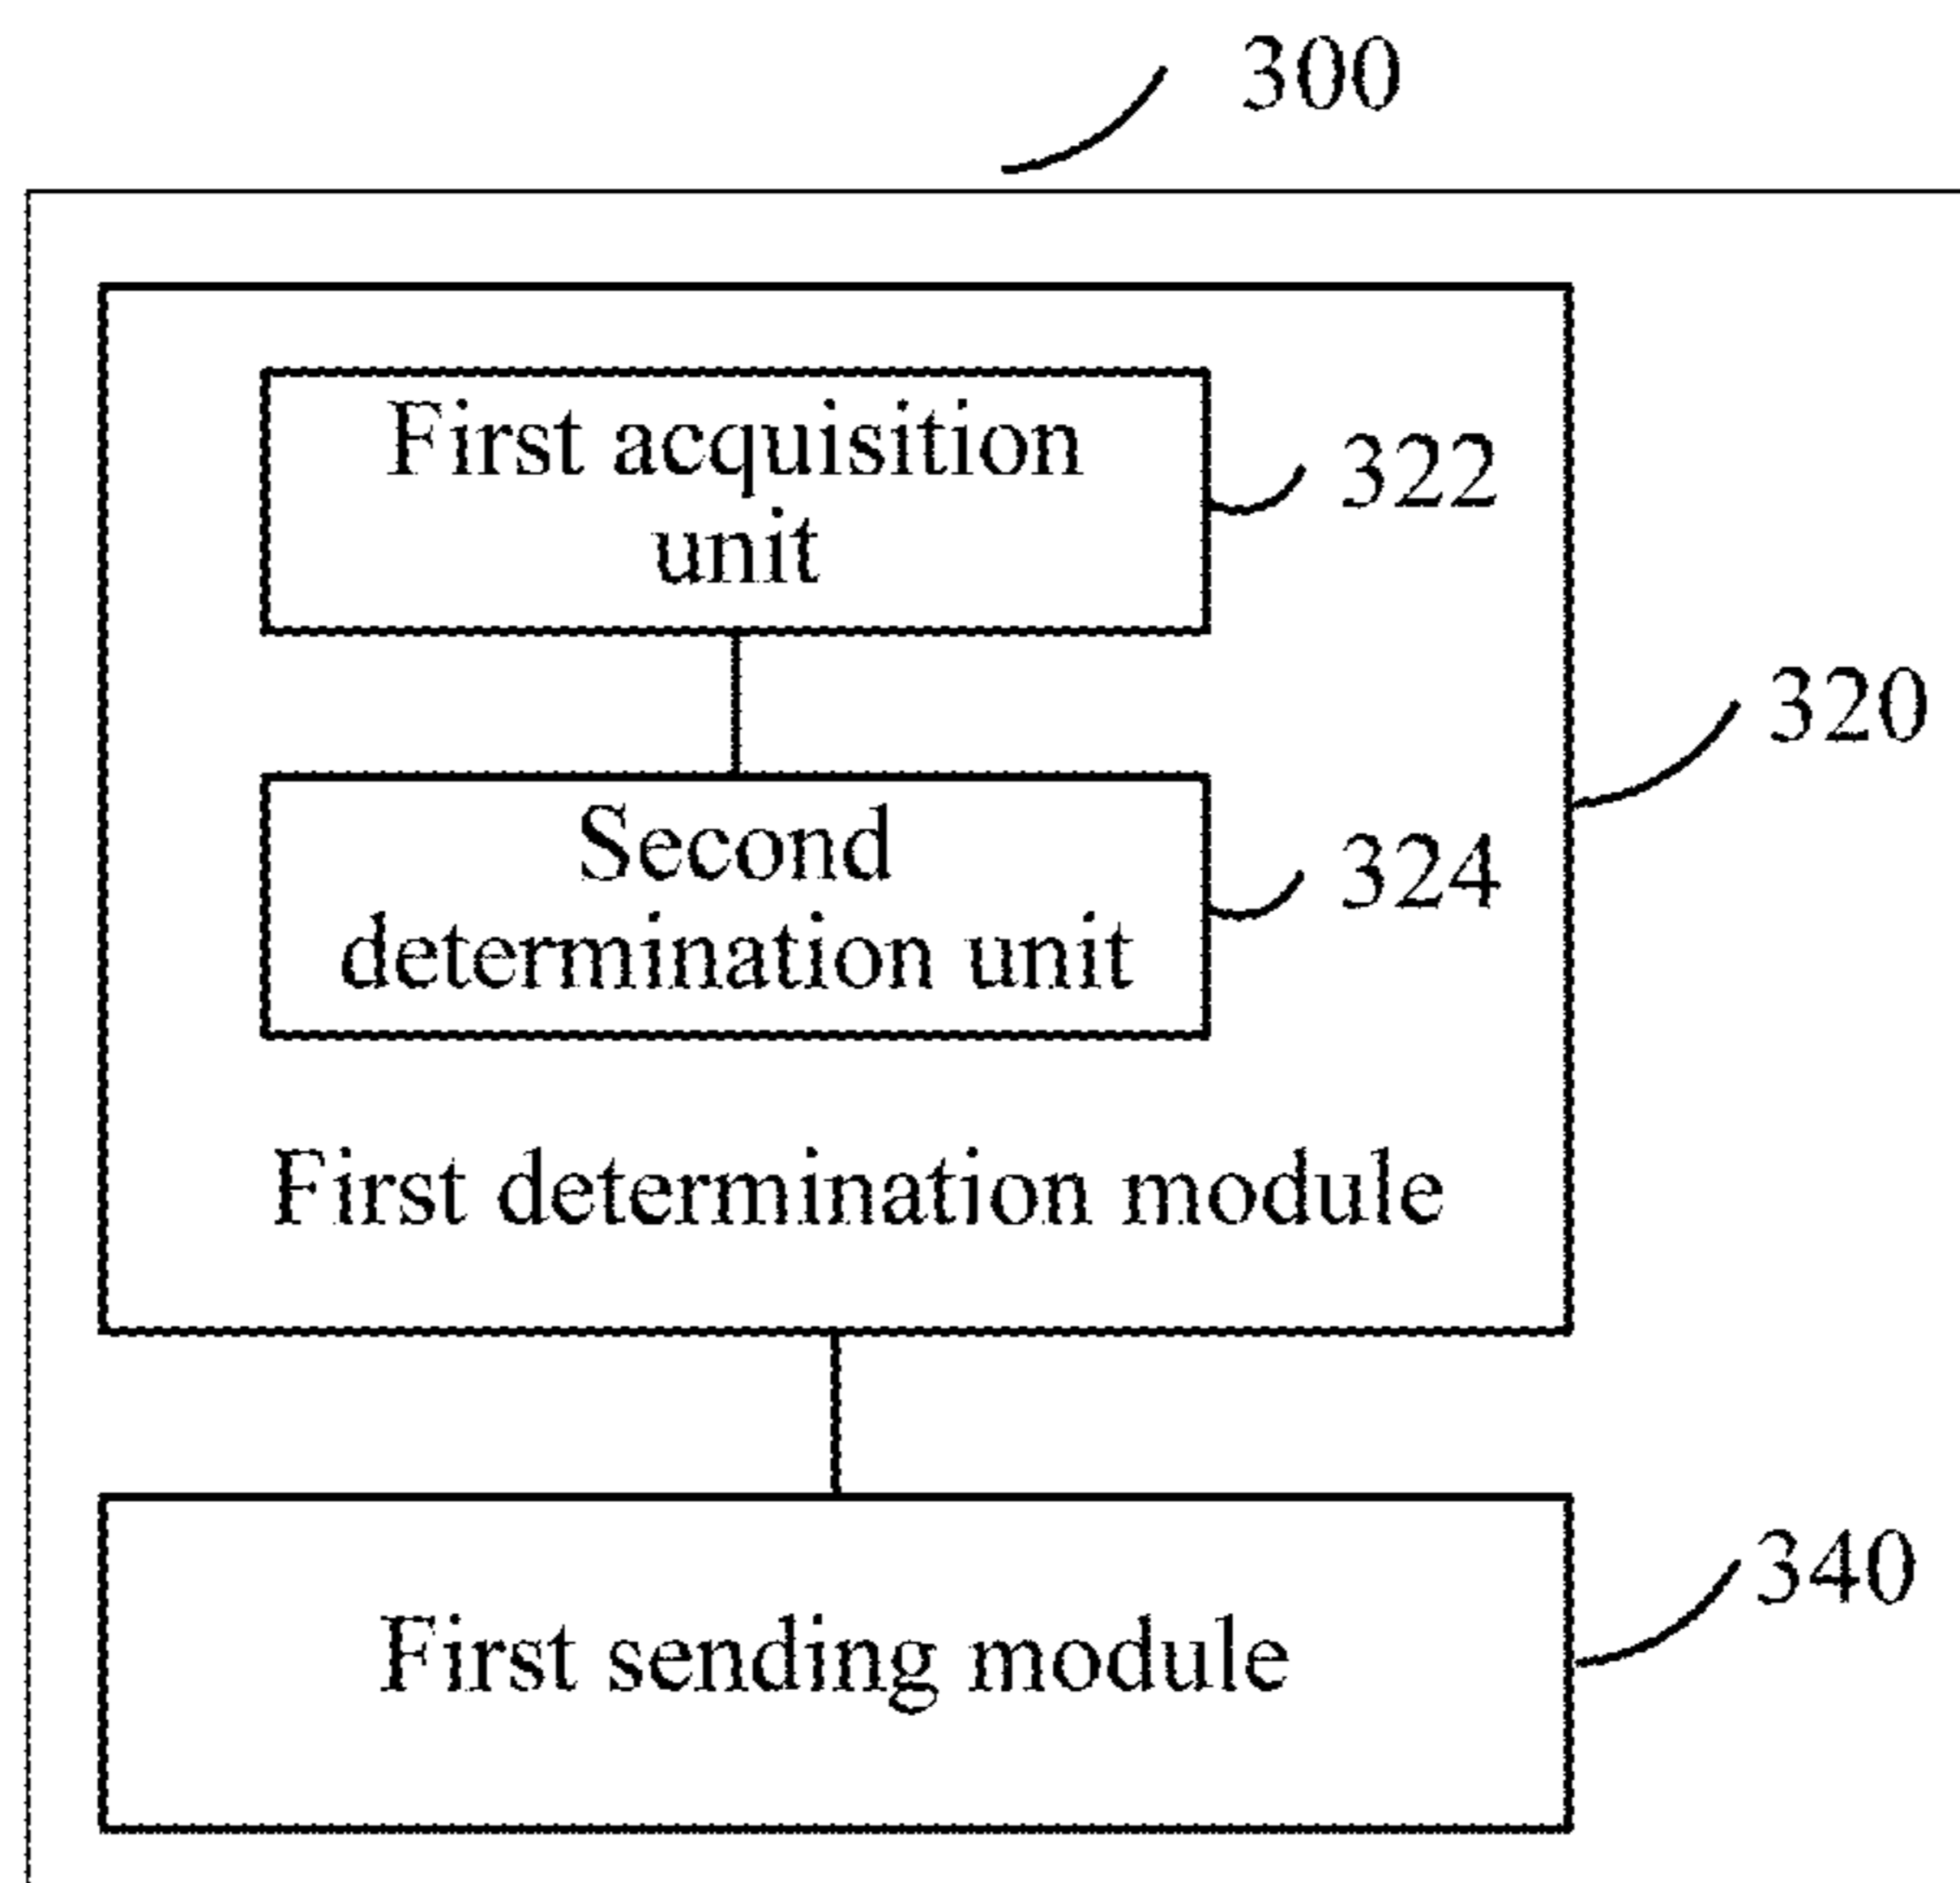 300
First acquisition
unit
322
320
Second
determination unit
324
First determination module
340
First sending module